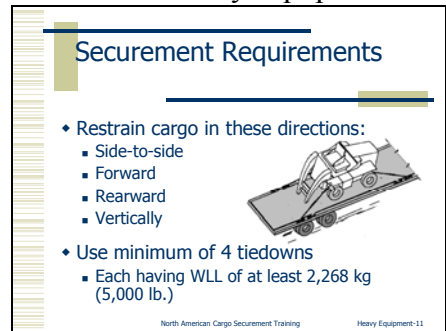 Securement Requirements
◆ Restrain cargo in these directions:
■ Side-to-side
■ Forward
■ Rearward
■ Vertically
◆ Use minimum of 4 tiedowns
■ Each having WLL of at least 2,268 kg
(5,000 lb.)
North American Cargo Securement Training Heavy Equipment-11